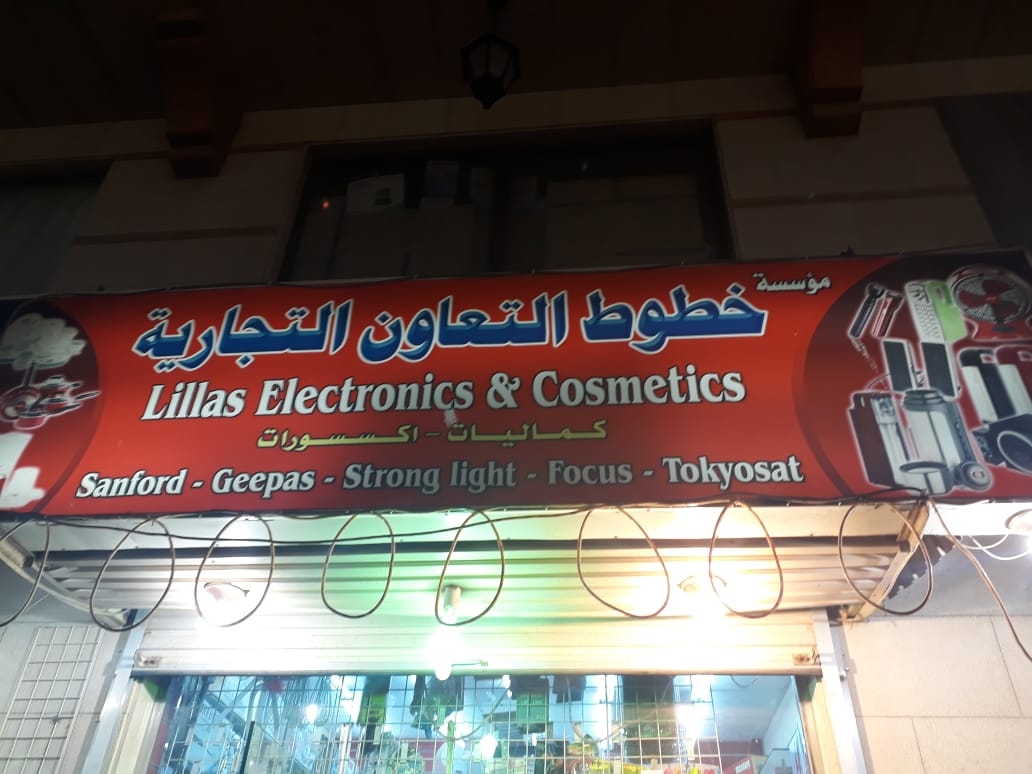 مؤسسة
خطوط التعاون التجارية
Lillas Electronics & Cosmetics
كماليات - اكسسورات
Sanford - Geepas - Strong light - Focus - Tokyosat